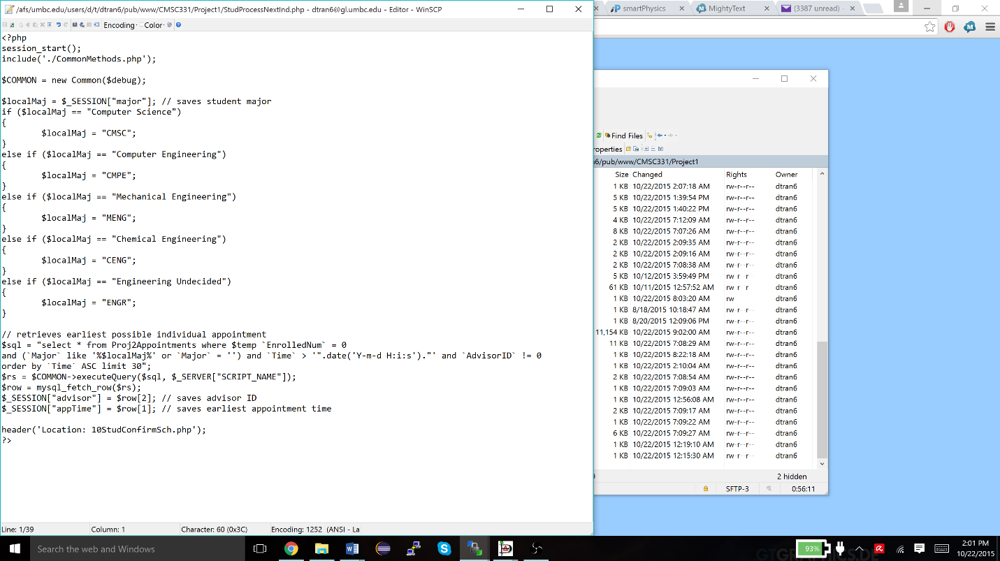 /afs/umbc.edu/users/d/t/dtran6/pub/www/CMSC331/Project1/StudProcessNextInd.php - dtran6@gl.umbc.edu - Editor - WinSCP
Encoding Color
<?php
session_start();
include('./CommonMethods.php');
$COMMON = new Common($debug);
$localMaj = $_SESSION["major"]; // saves student major
if ($localMaj == "Computer Science")
{
$localMaj = "CMSC";
}
else if ($localMaj == "Computer Engineering")
{
$localMaj = "CMPE";
}
else if ($localMaj == "Mechanical Engineering")
{
$localMaj = "MENG";
}
else if ($localMaj == "Chemical Engineering")
{
$localMaj = "CENG";
}
else if ($localMaj == "Engineering Undecided")
{
$localMaj = "ENGR";
}
// retrieves earliest possible individual appointment
$sql = "select * from Proj2Appointments where $temp `EnrolledNum` = 0
and (`Major` like '%$localMaj%' or `Major` = '') and `Time` > '".date('Y-m-d H:i:s')."' and `AdvisorID` != 0
order by `Time` ASC limit 30";
$rs = $COMMON->executeQuery($sql, $_SERVER["SCRIPT_NAME"]);
$row = mysql_fetch_row($rs);
$_SESSION["advisor"] = $row[2]; // saves advisor ID
$_SESSION["appTime"] = $row[1]; // saves earliest appointment time
header('Location: 10StudConfirmSch.php');
?>
Line: 1/39 Column: 1 Character: 60 (0x3C) Encoding: 1252 (ANSI - La
smartPhysics MightyText (3387 unread) -
Find Files
roperties
n6/pub/www/CMSC331/Project1
Size Changed Rights Owner
1 KB 10/22/2015 2:07:18 AM rw-r--r-- dtran6
5 KB 10/22/2015 1:39:54 PM rw-r--r-- dtran6
5 KB 10/22/2015 1:40:22 PM rw-r--r-- dtran6
4 KB 10/22/2015 7:12:09 AM rw-r--r-- dtran6
8 KB 10/22/2015 7:07:26 AM rw-r--r-- dtran6
2 KB 10/22/2015 2:09:35 AM rw-r--r-- dtran6
2 KB 10/22/2015 2:09:16 AM rw-r--r-- dtran6
2 KB 10/22/2015 7:08:38 AM rw-r--r-- dtran6
5 KB 10/12/2015 3:59:49 PM rw-r--r-- dtran6
61 KB 10/11/2015 12:57:52 AM rw-r--r-- dtran6
1 KB 10/22/2015 8:03:20 AM rw------- dtran6
1 KB 8/18/2015 10:18:47 AM rw-r--r-- dtran6
1 KB 8/20/2015 12:09:06 PM rw-r--r-- dtran6
11,154 KB 10/22/2015 9:02:00 AM rw-r--r-- dtran6
11 KB 10/22/2015 7:08:29 AM rw-r--r-- dtran6
1 KB 10/22/2015 8:22:18 AM rw-r--r-- dtran6
1 KB 10/22/2015 2:10:04 AM rw-r--r-- dtran6
2 KB 10/22/2015 7:08:54 AM rw-r--r-- dtran6
1 KB 10/22/2015 7:09:03 AM rw-r--r-- dtran6
1 KB 10/22/2015 12:56:08 AM rw-r--r-- dtran6
2 KB 10/22/2015 7:09:17 AM rw-r--r-- dtran6
1 KB 10/22/2015 7:09:22 AM rw-r--r-- dtran6
6 KB 10/22/2015 7:09:27 AM rw-r--r-- dtran6
1 KB 10/22/2015 12:19:10 AM rw-r--r-- dtran6
1 KB 10/22/2015 12:15:30 AM rw-r--r-- dtran6
2 hidden
SFTP-3 0:56:11
Search the web and Windows
93%
2:01 PM
10/22/2015